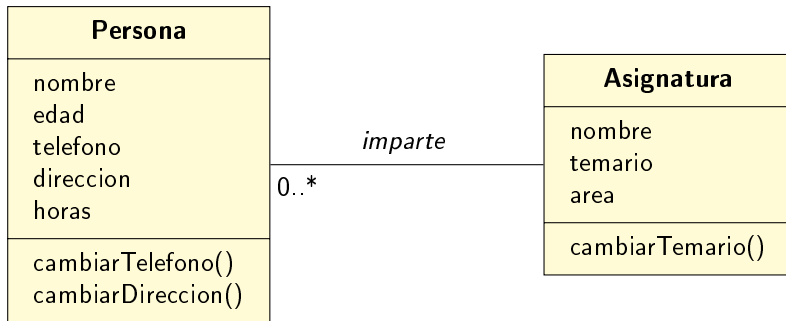 Persona
nombre
edad
telefono
direccion
horas
cambiarTelefono()
cambiarDireccion()
imparte
0..*
Asignatura
nombre
temario
area
cambiarTemario()